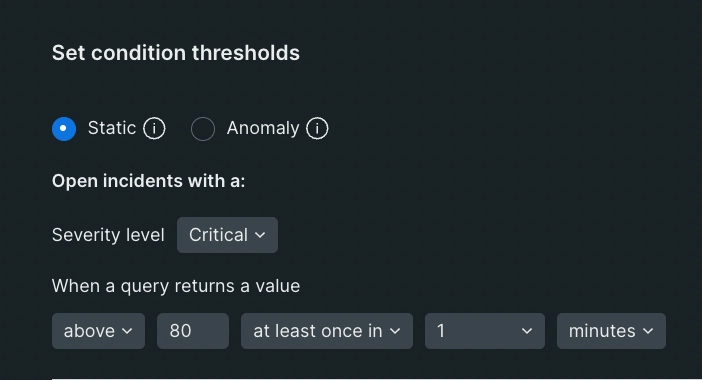 Set condition thresholds
Static i Anomaly i
Open incidents with a:
Severity level Critical
When a query returns a value
above 80 at least once in 1 minutes